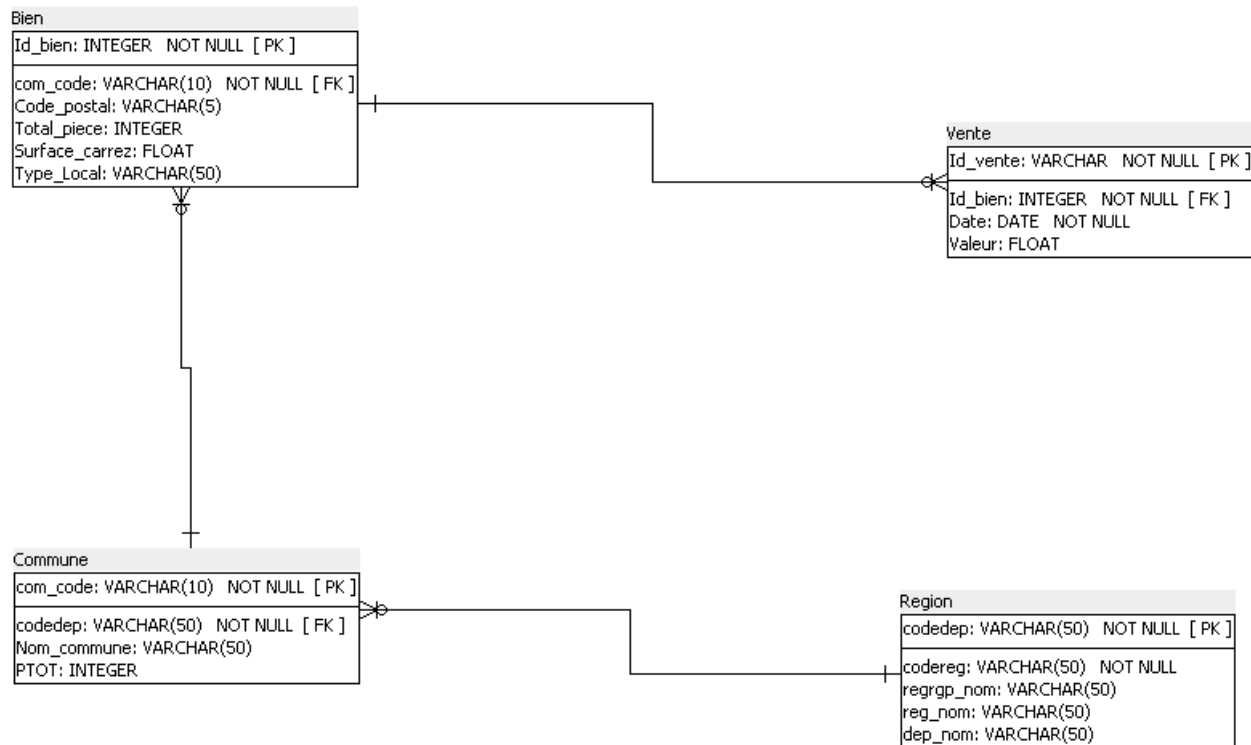 Bien
Id_bien: INTEGER NOT NULL [ PK ]
com_code: VARCHAR(10) NOT NULL [ FK ]
Code_postal: VARCHAR(5)
Total_piece: INTEGER
Surface_carrez: FLOAT
Type_Local: VARCHAR(50)
Vente
Id_vente: VARCHAR NOT NULL [ PK ]
Id_bien: INTEGER NOT NULL [ FK ]
Date: DATE NOT NULL
Valeur: FLOAT
Commune
com_code: VARCHAR(10) NOT NULL [ PK ]
codedep: VARCHAR(50) NOT NULL [ FK ]
Nom_commune: VARCHAR(50)
PTOT: INTEGER
Region
codedep: VARCHAR(50) NOT NULL [ PK ]
codereg: VARCHAR(50) NOT NULL
regrgp_nom: VARCHAR(50)
reg_nom: VARCHAR(50)
dep_nom: VARCHAR(50)